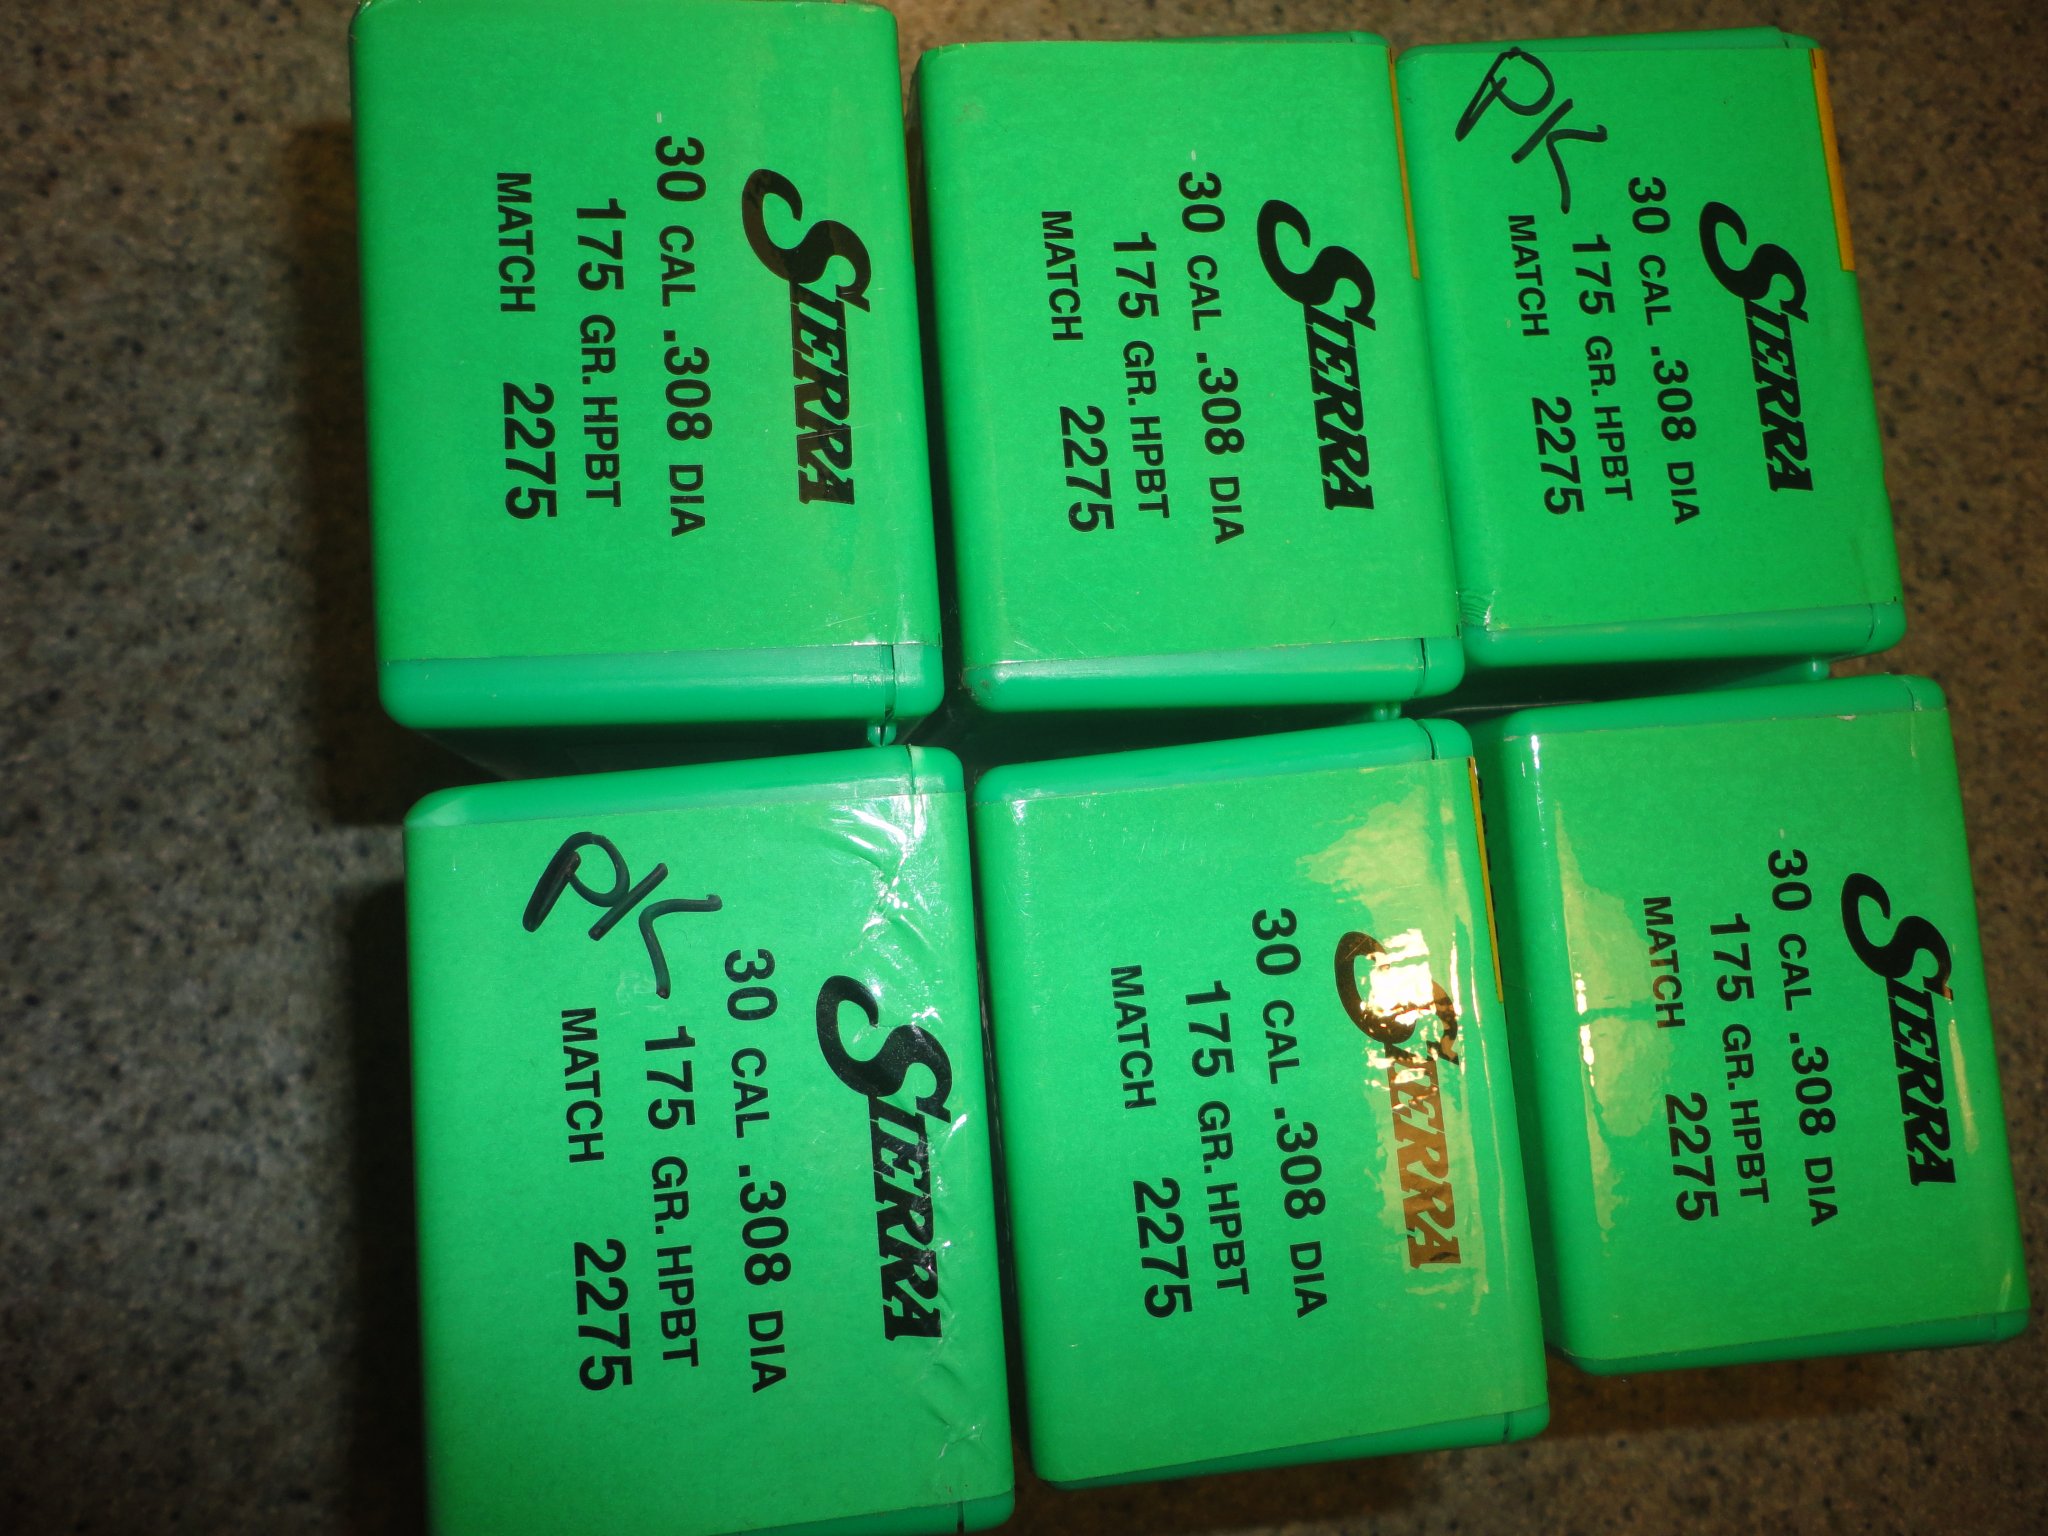 SIERRA
30 CAL .308 DIA
175 GR. HPBT
MATCH 2275
SIERRA
30 CAL .308 DIA
175 GR. HPBT
MATCH 2275
PK
SIERRA
30 CAL .308 DIA
175 GR. HPBT
MATCH 2275
PK
SIERRA
30 CAL .308 DIA
175 GR. HPBT
MATCH 2275
SIERRA
30 CAL .308 DIA
175 GR. HPBT
MATCH 2275
SIERRA
30 CAL .308 DIA
175 GR. HPBT
MATCH 2275